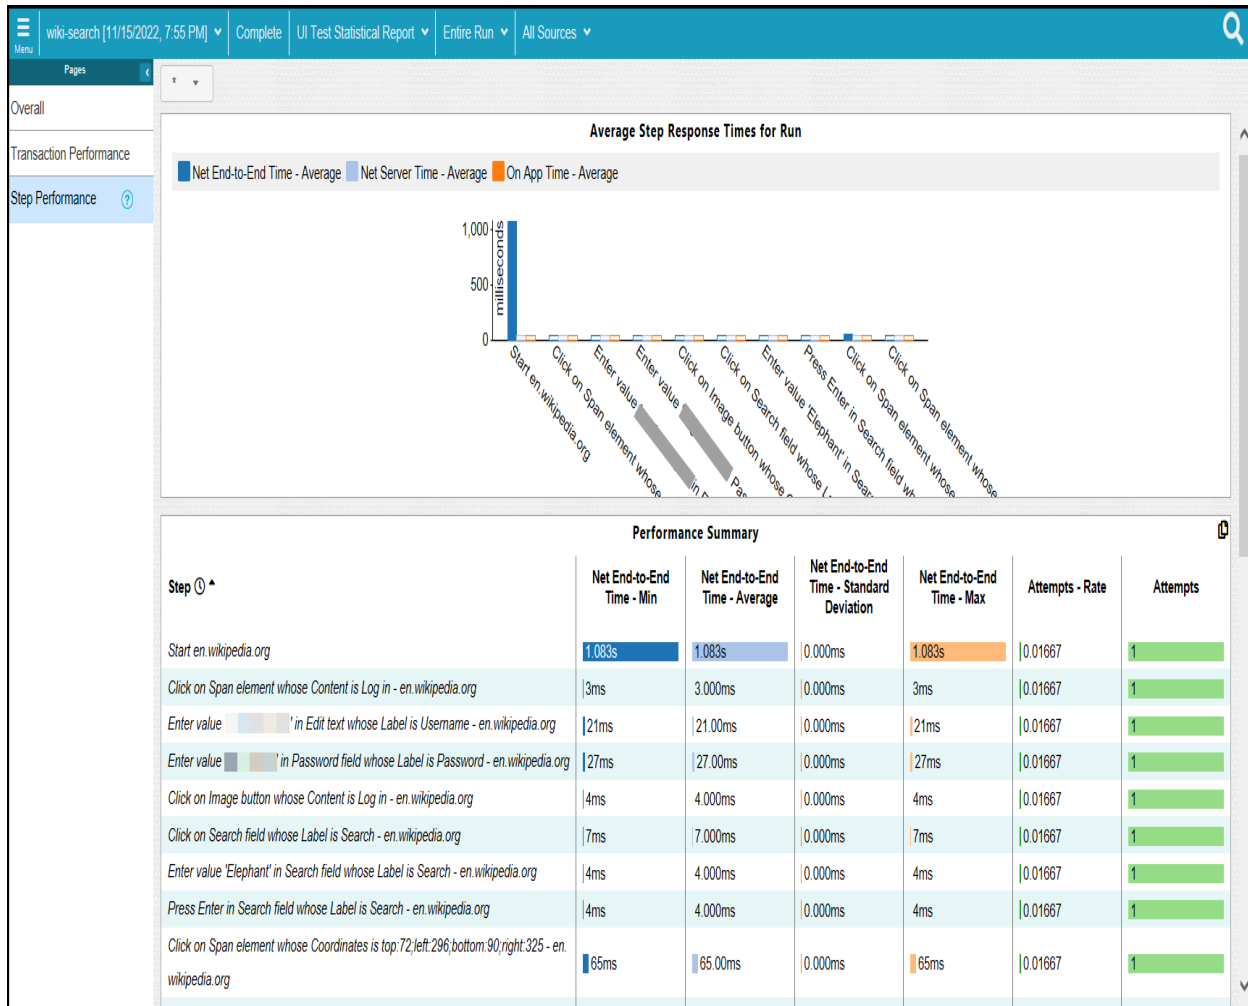 Menu
wiki-search [11/15/2022, 7:55 PM]
Complete
UI Test Statistical Report
Entire Run
All Sources
Pages
Overall
Transaction Performance
Step Performance ?
*
Average Step Response Times for Run
Net End-to-End Time - Average Net Server Time - Average On App Time - Average
1,000
500
0
milliseconds
Start en.wikipedia.org
Click on Span element whose
Enter value in
Enter value Pas
Click on Image button whose
Click on Search field whose L
Enter value 'Elephant' in Sear
Press Enter in Search field wh
Click on Span element whose
Click on Span element whose
Performance Summary
Step Net End-to-End Time - Min Net End-to-End Time - Average Net End-to-End Time - Standard Deviation Net End-to-End Time - Max Attempts - Rate Attempts
Start en.wikipedia.org 1.083s 1.083s 0.000ms 1.083s 0.01667 1
Click on Span element whose Content is Log in - en.wikipedia.org 3ms 3.000ms 0.000ms 3ms 0.01667 1
Enter value ' in Edit text whose Label is Username - en.wikipedia.org 21ms 21.00ms 0.000ms 21ms 0.01667 1
Enter value ' in Password field whose Label is Password - en.wikipedia.org 27ms 27.00ms 0.000ms 27ms 0.01667 1
Click on Image button whose Content is Log in - en.wikipedia.org 4ms 4.000ms 0.000ms 4ms 0.01667 1
Click on Search field whose Label is Search - en.wikipedia.org 7ms 7.000ms 0.000ms 7ms 0.01667 1
Enter value 'Elephant' in Search field whose Label is Search - en.wikipedia.org 4ms 4.000ms 0.000ms 4ms 0.01667 1
Press Enter in Search field whose Label is Search - en.wikipedia.org 4ms 4.000ms 0.000ms 4ms 0.01667 1
Click on Span element whose Coordinates is top:72;left:296;bottom:90;right:325 - en.
wikipedia.org 65ms 65.00ms 0.000ms 65ms 0.01667 1